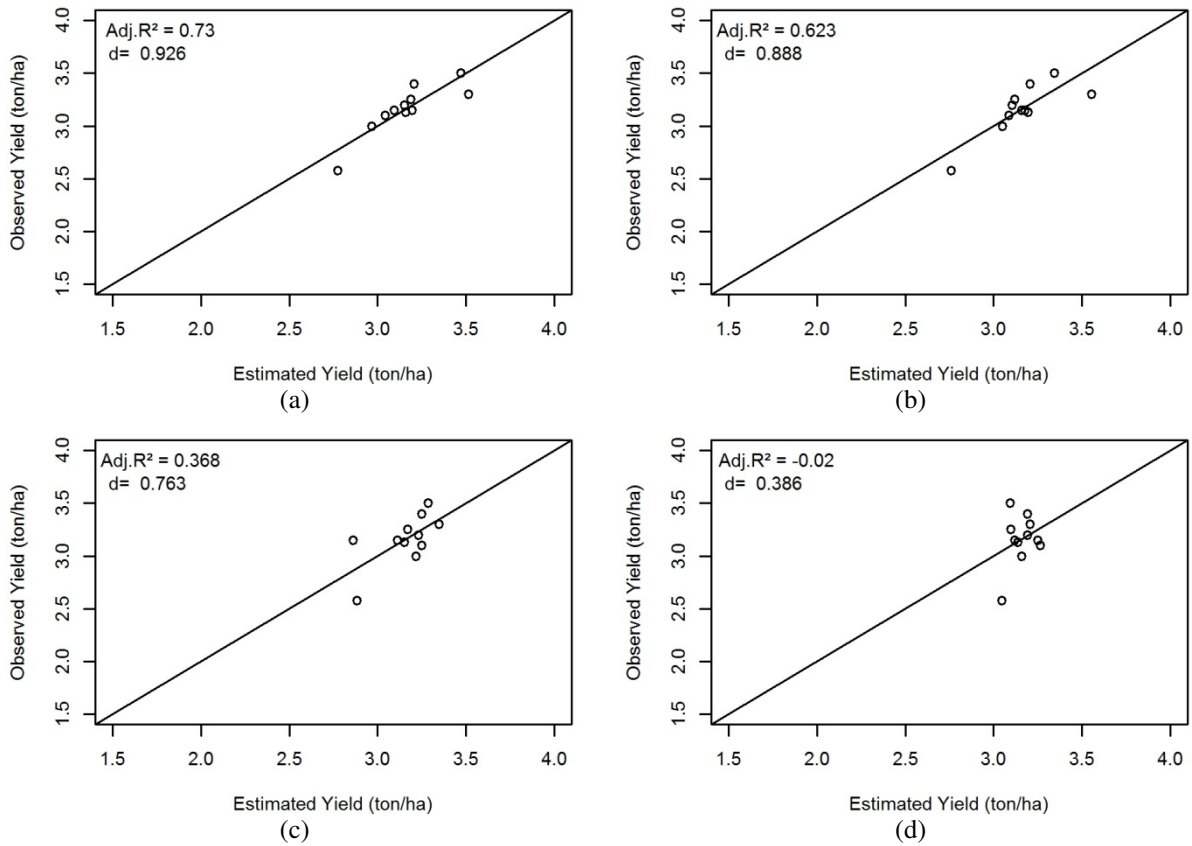 Adj.R² = 0.73
d= 0.926
Observed Yield (ton/ha)
4.0
3.5
3.0
2.5
2.0
1.5
1.5 2.0 2.5 3.0 3.5 4.0
Estimated Yield (ton/ha)
(a)
Adj.R² = 0.623
d= 0.888
Observed Yield (ton/ha)
4.0
3.5
3.0
2.5
2.0
1.5
1.5 2.0 2.5 3.0 3.5 4.0
Estimated Yield (ton/ha)
(b)
Adj.R² = 0.368
d= 0.763
Observed Yield (ton/ha)
4.0
3.5
3.0
2.5
2.0
1.5
1.5 2.0 2.5 3.0 3.5 4.0
Estimated Yield (ton/ha)
(c)
Adj.R² = -0.02
d= 0.386
Observed Yield (ton/ha)
4.0
3.5
3.0
2.5
2.0
1.5
1.5 2.0 2.5 3.0 3.5 4.0
Estimated Yield (ton/ha)
(d)